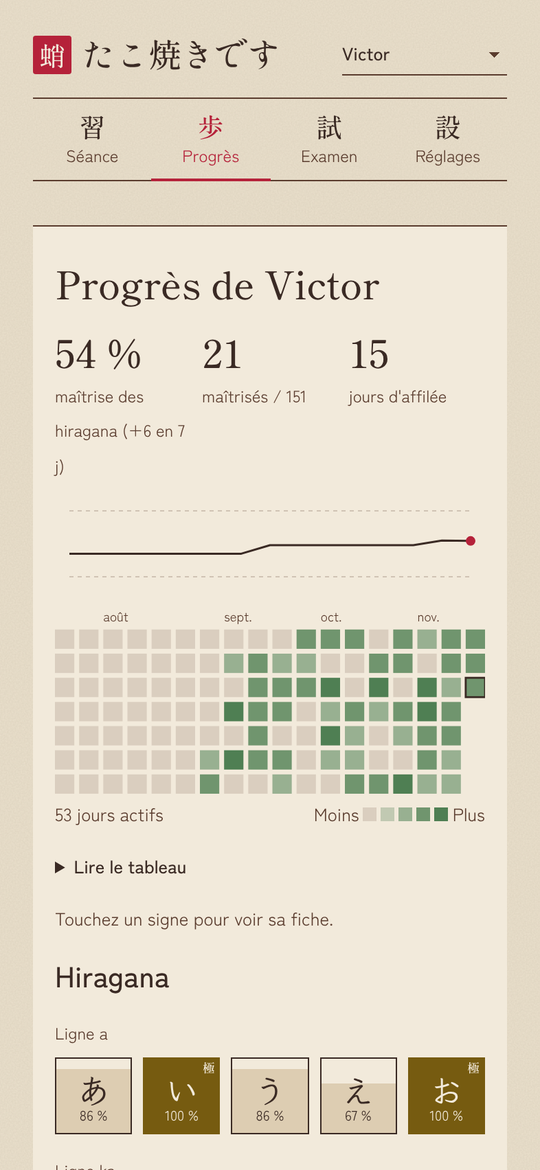 蛸 たこ焼きです Victor
習 歩 試 設
Séance Progrès Examen Réglages
Progrès de Victor
54 % 21 15
maîtrise des hiragana (+6 en 7 j) maîtrisés / 151 jours d'affilée
août sept. oct. nov.
53 jours actifs Moins Plus
Lire le tableau
Touchez un signe pour voir sa fiche.
Hiragana
Ligne a
極 極
あ い う え お
86 % 100 % 86 % 67 % 100 %